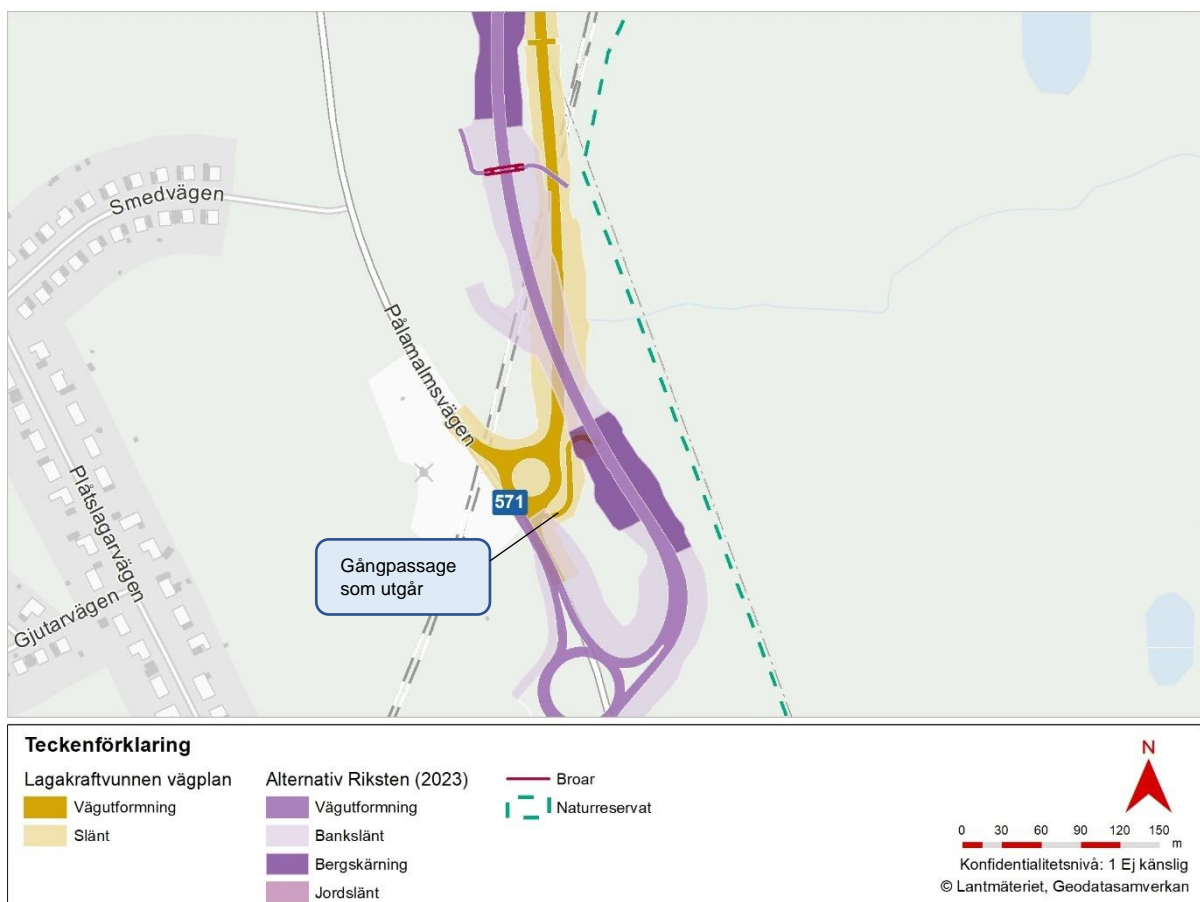 Smedvägen
Pålamalmsvägen
Plåtslagarvägen
571
Gjutarvägen
Gångpassage
som utgår
Teckenförklaring
Lagakraftvunnen vägplan
Vägutformning
Slänt
Alternativ Riksten (2023)
Vägutformning
Bankslänt
Bergskärning
Jordslänt
Broar
Naturreservat
N
0 30 60 90 120 150
m
Konfidentialitetsnivå: 1 Ej känslig
© Lantmäteriet, Geodatasamverkan